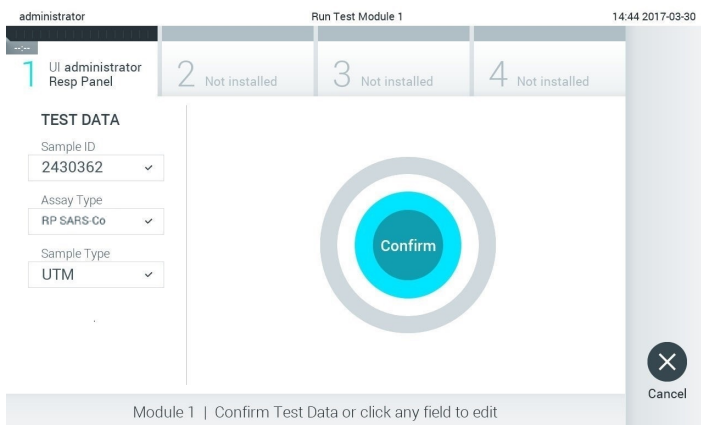 administrator
Run Test Module 1
14:44 2017-03-30
--:--
1
UI administrator
Resp Panel
2 Not installed
3 Not installed
4 Not installed
TEST DATA
Sample ID
2430362
Assay Type
RP SARS-Co
Sample Type
UTM
Confirm
Cancel
Module 1 | Confirm Test Data or click any field to edit